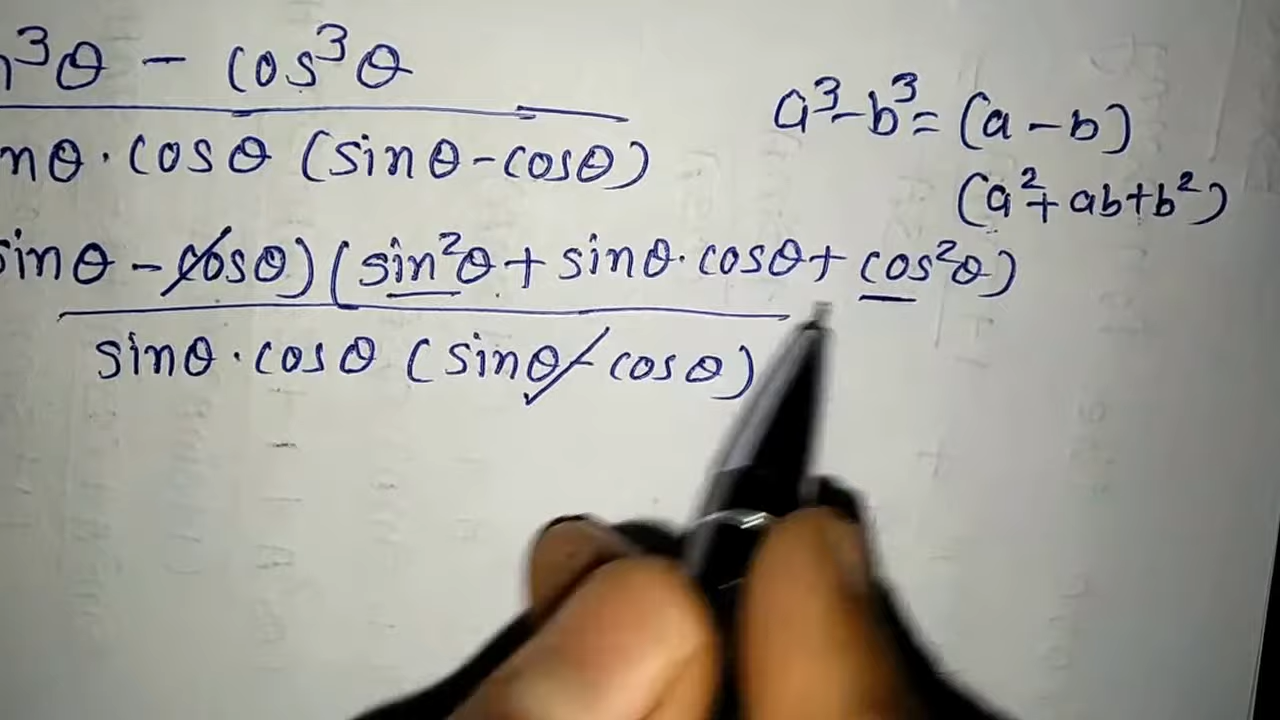 ³θ - cos³θ
nθ · cosθ (sinθ - cosθ)
a³ - b³ = (a - b)
(a² + ab + b²)
sinθ - cosθ) (sin²θ + sinθ · cosθ + cos²θ)
sinθ · cosθ (sinθ - cosθ)